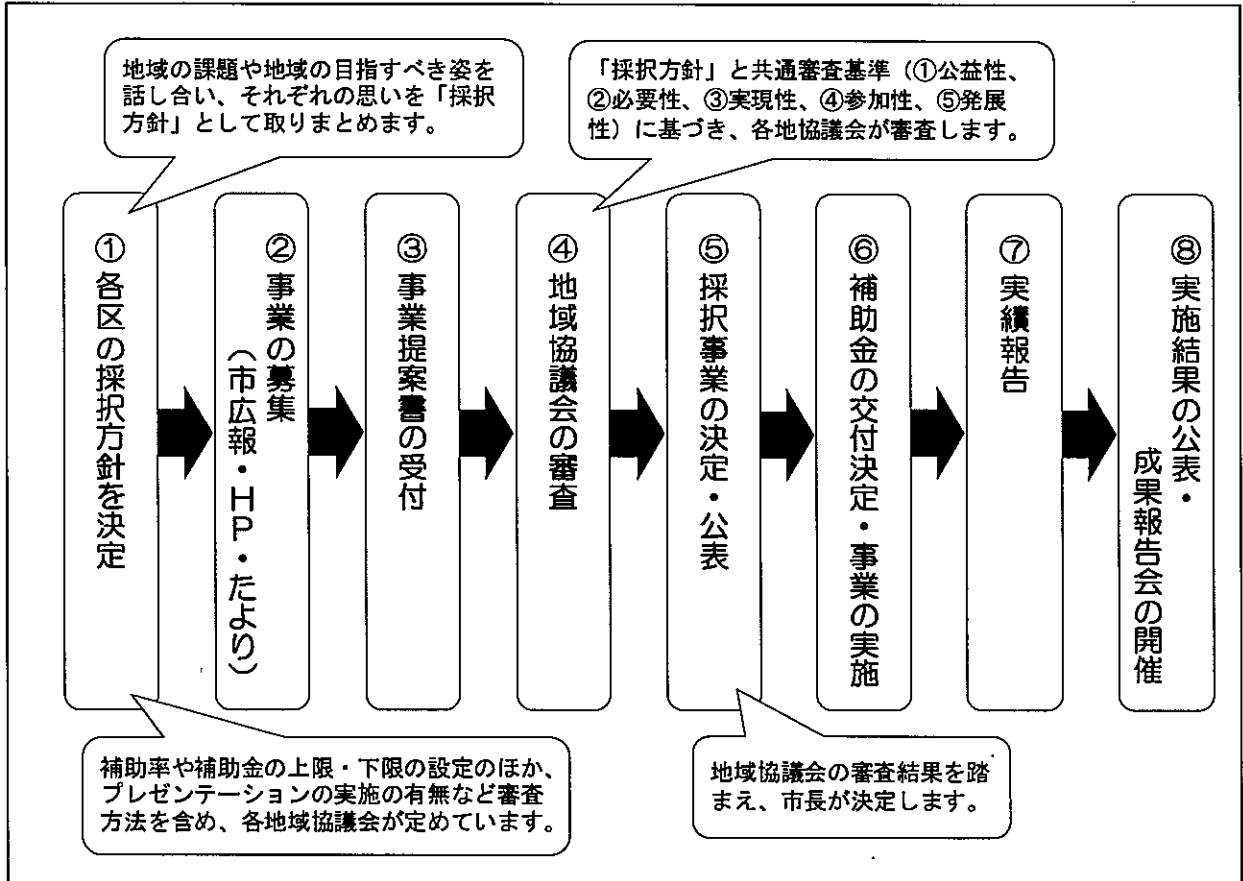 地域の課題や地域の目指すべき姿を
話し合い、それぞれの思いを「採択
方針」として取りまとめます。
「採択方針」と共通審査基準（①公益性、
②必要性、③実現性、④参加性、⑤発展
性）に基づき、各地協議会が審査します。
①各区の採択方針を決定
②事業の募集
（市広報・HP・たより）
③事業提案書の受付
④地域協議会の審査
⑤採択事業の決定・公表
⑥補助金の交付決定・事業の実施
⑦実績報告
⑧実施結果の公表・
成果報告会の開催
補助率や補助金の上限・下限の設定のほか、
プレゼンテーションの実施の有無など審査
方法を含め、各地域協議会が定めています。
地域協議会の審査結果を踏
まえ、市長が決定します。